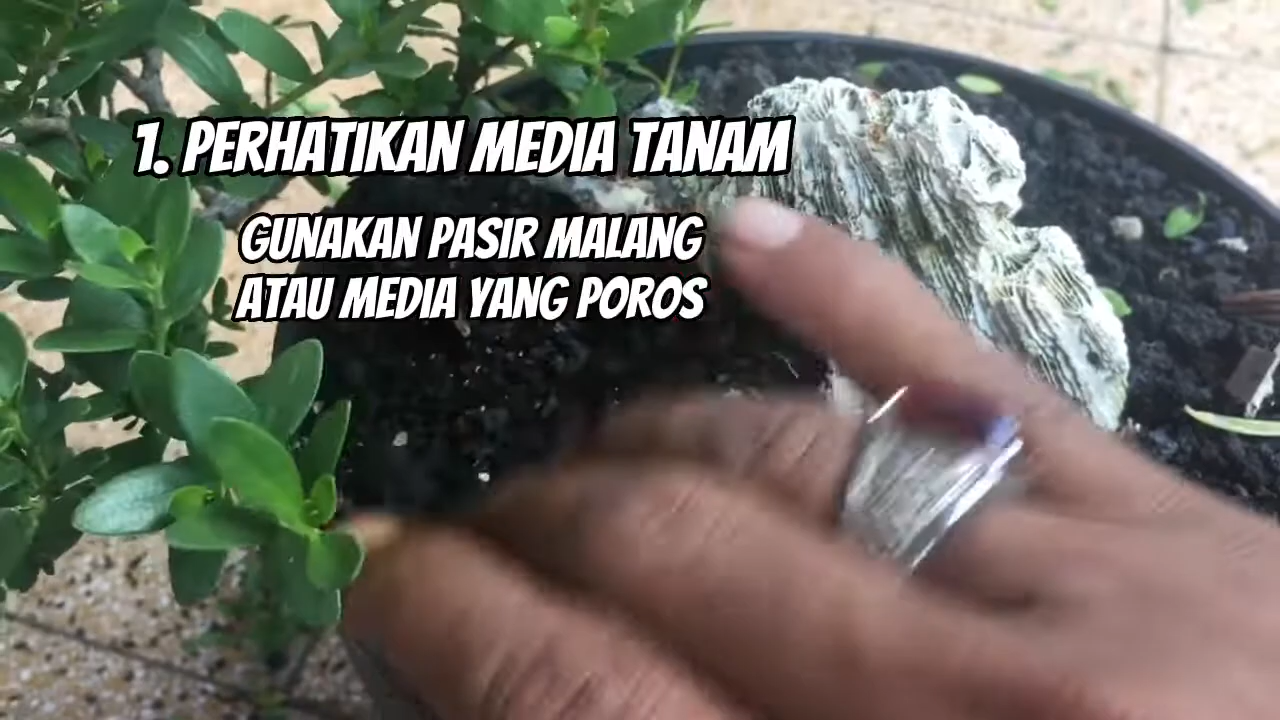 1. PERHATIKAN MEDIA TANAM
GUNAKAN PASIR MALANG
ATAU MEDIA YANG POROS